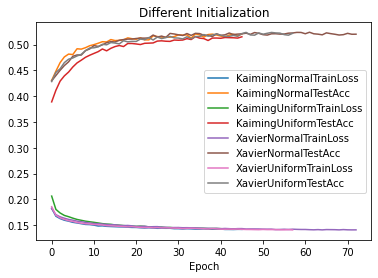 Different Initialization
0.50
0.45
0.40
0.35
0.30
0.25
0.20
0.15
KaimingNormalTrainLoss
KaimingNormalTestAcc
KaimingUniformTrainLoss
KaimingUniformTestAcc
XavierNormalTrainLoss
XavierNormalTestAcc
XavierUniformTrainLoss
XavierUniformTestAcc
0 10 20 30 40 50 60 70
Epoch